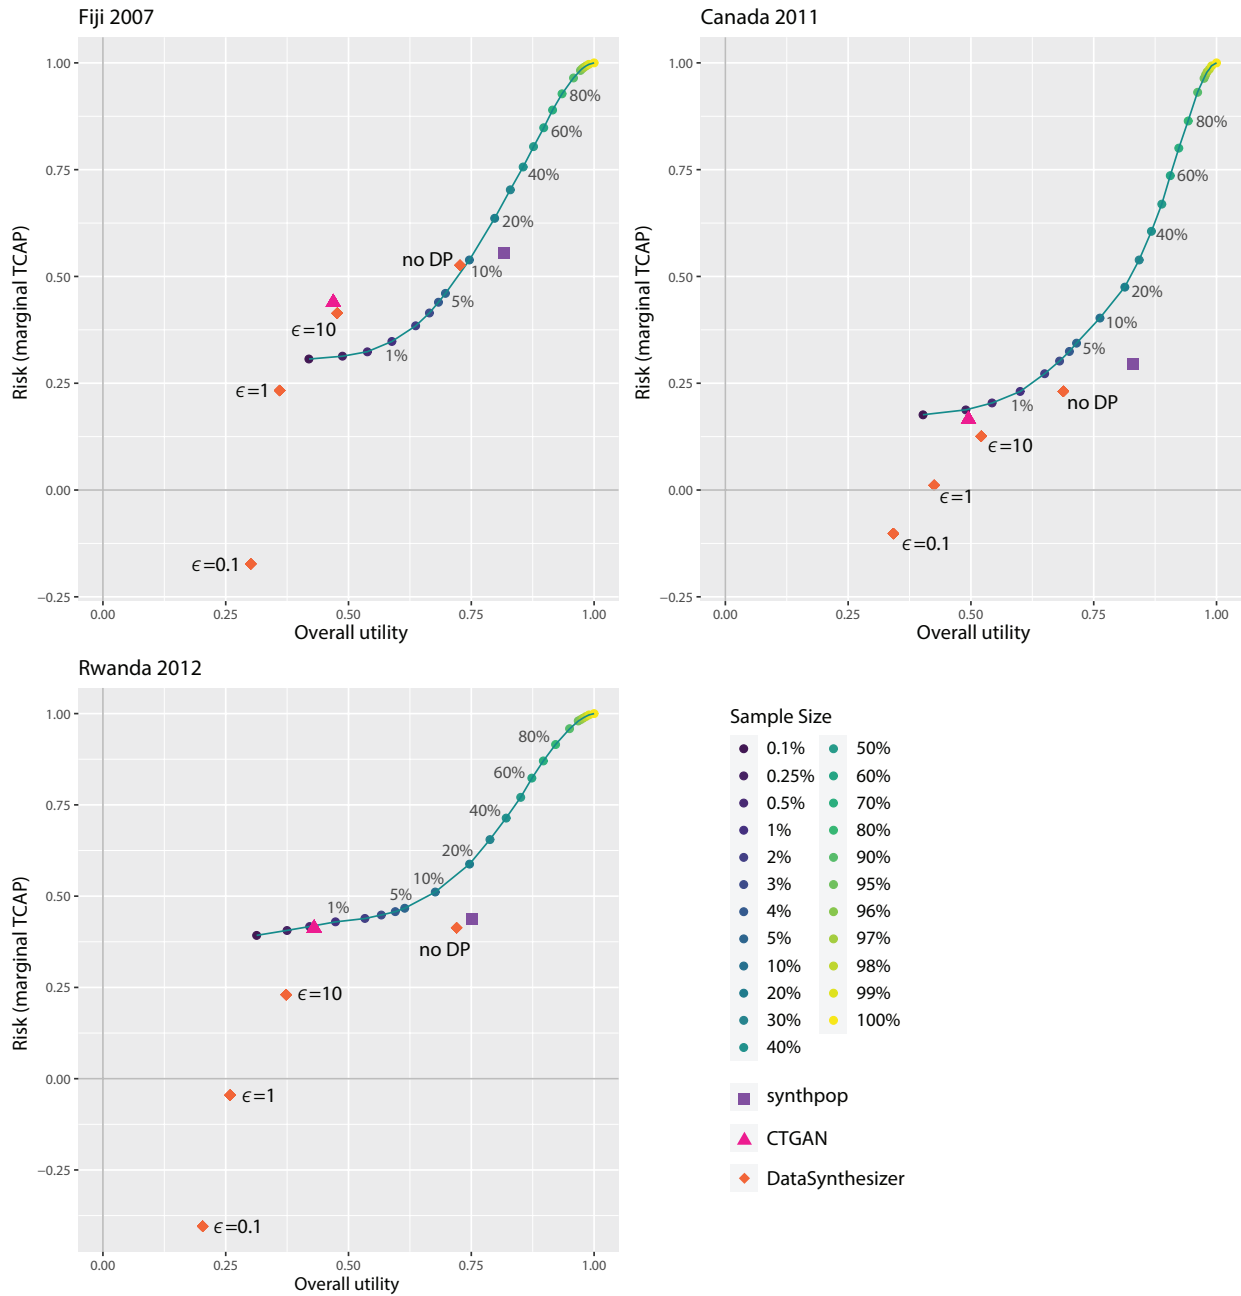 Fiji 2007
Risk (marginal TCAP)
1.00
0.75
0.50
0.25
0.00
−0.25
80%
60%
40%
20%
no DP
10%
5%
ϵ=10
1%
ϵ=1
ϵ=0.1
0.00 0.25 0.50 0.75 1.00
Overall utility
Canada 2011
Risk (marginal TCAP)
1.00
0.75
0.50
0.25
0.00
−0.25
80%
60%
40%
20%
10%
5%
1%
no DP
ϵ=10
ϵ=1
ϵ=0.1
0.00 0.25 0.50 0.75 1.00
Overall utility
Rwanda 2012
Risk (marginal TCAP)
1.00
0.75
0.50
0.25
0.00
−0.25
80%
60%
40%
20%
10%
5%
1%
no DP
ϵ=10
ϵ=1
ϵ=0.1
0.00 0.25 0.50 0.75 1.00
Overall utility
Sample Size
0.1% 50%
0.25% 60%
0.5% 70%
1% 80%
2% 90%
3% 95%
4% 96%
5% 97%
10% 98%
20% 99%
30% 100%
40%
synthpop
CTGAN
DataSynthesizer